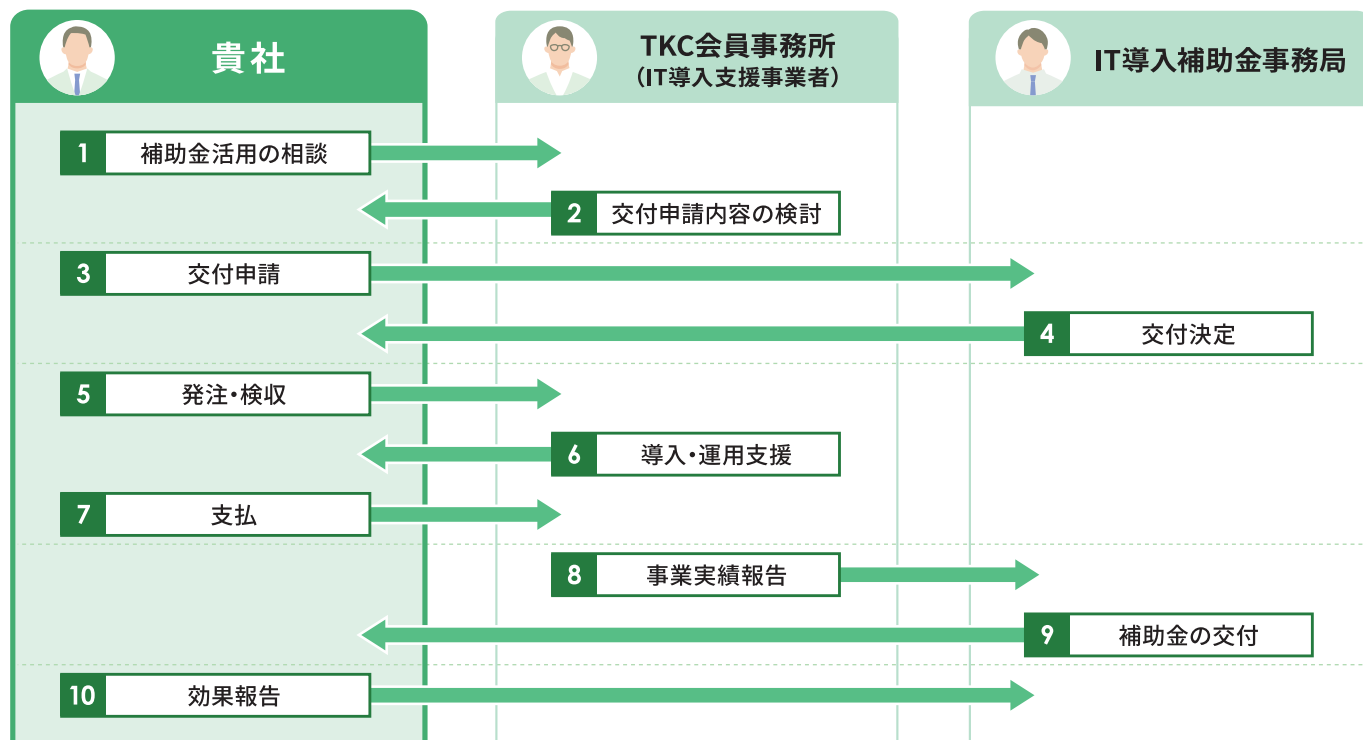 貴社
TKC会員事務所
（IT導入支援事業者）
IT導入補助金事務局
1 補助金活用の相談
2 交付申請内容の検討
3 交付申請
4 交付決定
5 発注・検収
6 導入・運用支援
7 支払
8 事業実績報告
9 補助金の交付
10 効果報告